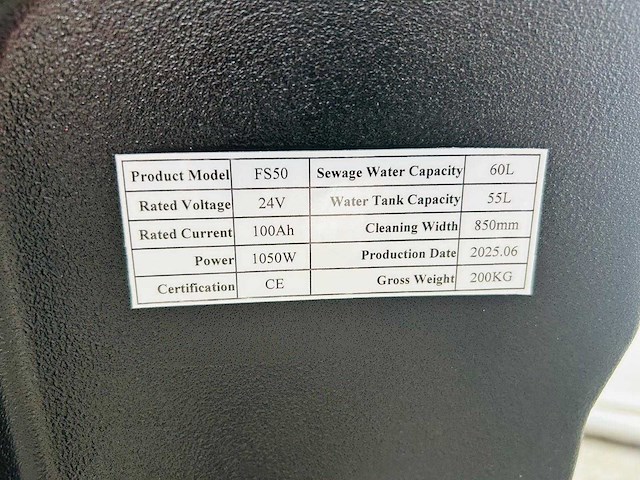 Product Model FS50 Sewage Water Capacity 60L
Rated Voltage 24V Water Tank Capacity 55L
Rated Current 100Ah Cleaning Width 850mm
Power 1050W Production Date 2025.06
Certification CE Gross Weight 200KG